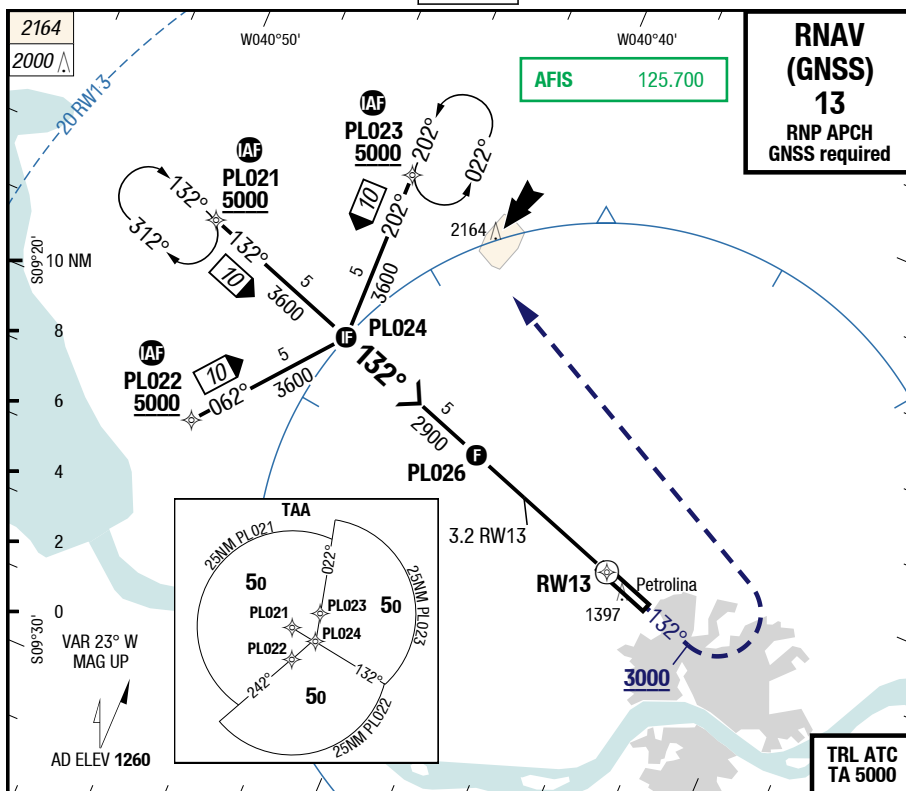 2164
2000
W040°50'
W040°40'
RNAV
(GNSS)
13
RNP APCH
GNSS required
AFIS 125.700
20 RW13
IAF
PL023
5000
202°
022°
IAF
PL021
5000
132°
312°
132°
10
10
202°
2164
S09°20'
10 NM
5
3600
5
3600
IF
PL024
8
IAF
PL022
5000
10
5
062°
3600
132°
6
5
2900
F
PL026
4
3.2 RW13
2
RW13
Petrolina
1397
0
S09°30'
132°
3000
VAR 23° W
MAG UP
AD ELEV 1260
TAA
25NM PL021
022°
50
50
25NM PL023
PL021
PL023
PL024
PL022
242°
132°
50
25NM PL022
TRL ATC
TA 5000